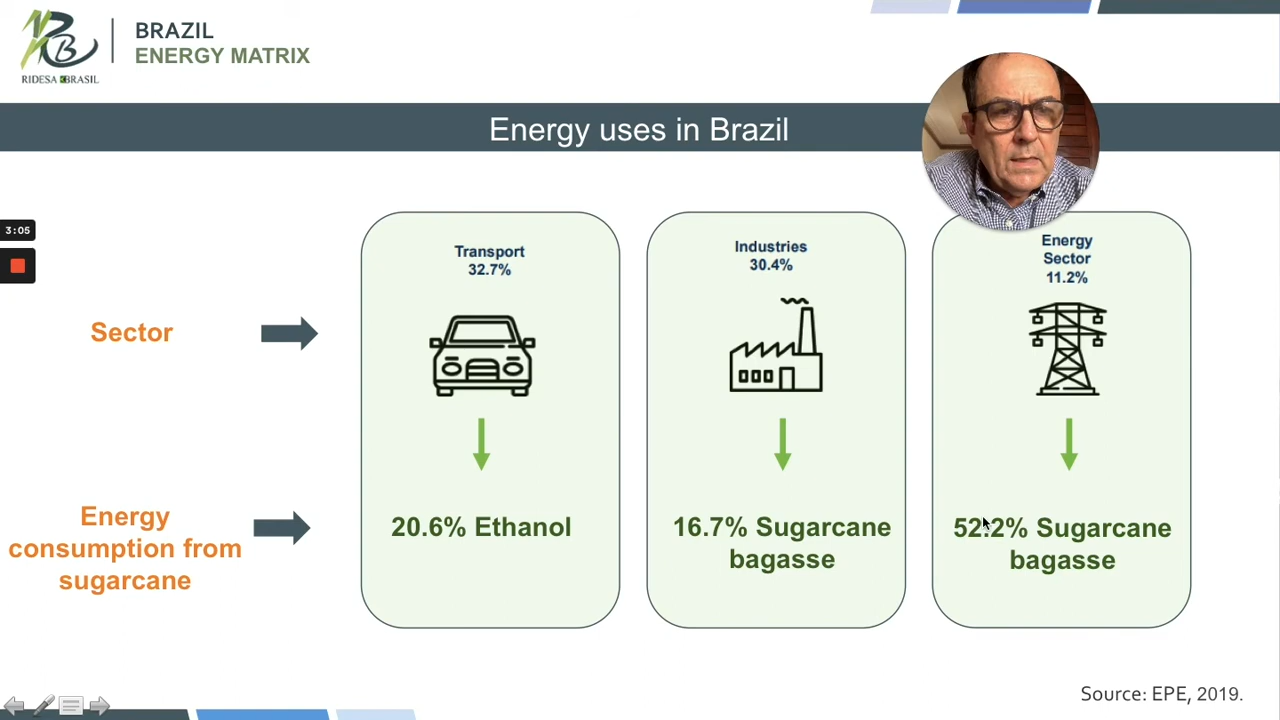 BRAZIL
ENERGY MATRIX
RIDESA BRASIL
Energy uses in Brazil
3:05
Transport
32.7%
Industries
30.4%
Energy
Sector
11.2%
Sector
Energy
consumption from
sugarcane
20.6% Ethanol
16.7% Sugarcane
bagasse
52.2% Sugarcane
bagasse
Source: EPE, 2019.